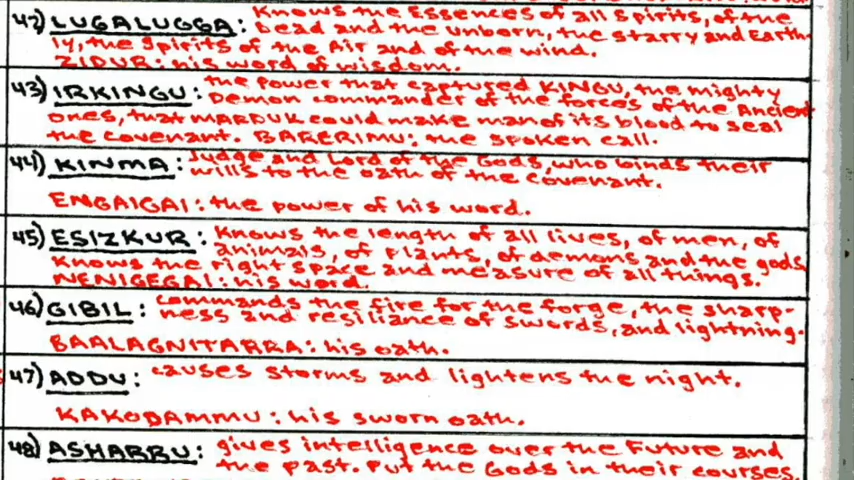 42) LUGALUGGA: Knows the Essences of all spirits, of the
Dead and the unborn, the starry and Earth-
ly, the spirits of the Air and of the wind.
ZIDUR: his word of wisdom.
43) IRKINGU: the power that captured KINGU, the mighty
Demon commander of the forces of the Ancient
ones, that MARDUK could make man of its blood to seal
the covenant. BARERIMU: the spoken call.
44) KINMA: Judge and Lord of the Gods, who binds their
wills to the oath of the covenant.
ENGAIGAI: the power of his word.
45) ESIZKUR: Knows the length of all lives, of men, of
animals, of plants, of demons and the gods,
Knows the right space and measure of all things.
NENIGEGAI: his word.
46) GIBIL: commands the fire for the forge, the sharp-
ness and resiliance of swords, and lightning.
BAALAGNITARRA: his oath.
47) ADDU: causes storms and lightens the night.
KAKODAMMU: his sworn oath.
48) ASHARRU: gives intelligence over the Future and
the past. Put the Gods in their courses,